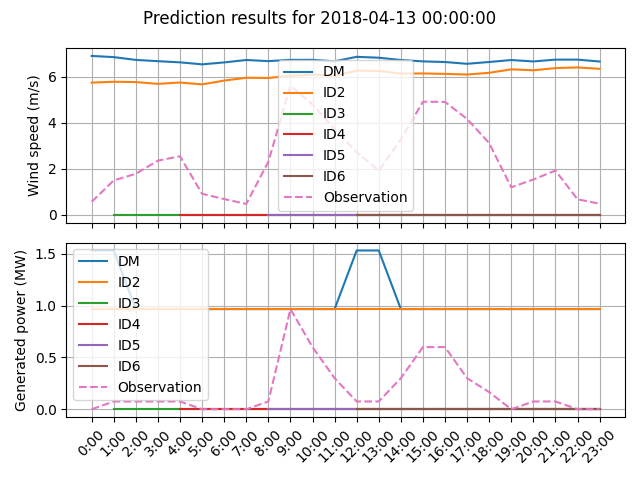 Prediction results for 2018-04-13 00:00:00
Wind speed (m/s)
6
4
2
0
DM
ID2
ID3
ID4
ID5
ID6
Observation
Generated power (MW)
1.5
1.0
0.5
0.0
DM
ID2
ID3
ID4
ID5
ID6
Observation
0:00 1:00 2:00 3:00 4:00 5:00 6:00 7:00 8:00 9:00 10:00 11:00 12:00 13:00 14:00 15:00 16:00 17:00 18:00 19:00 20:00 21:00 22:00 23:00